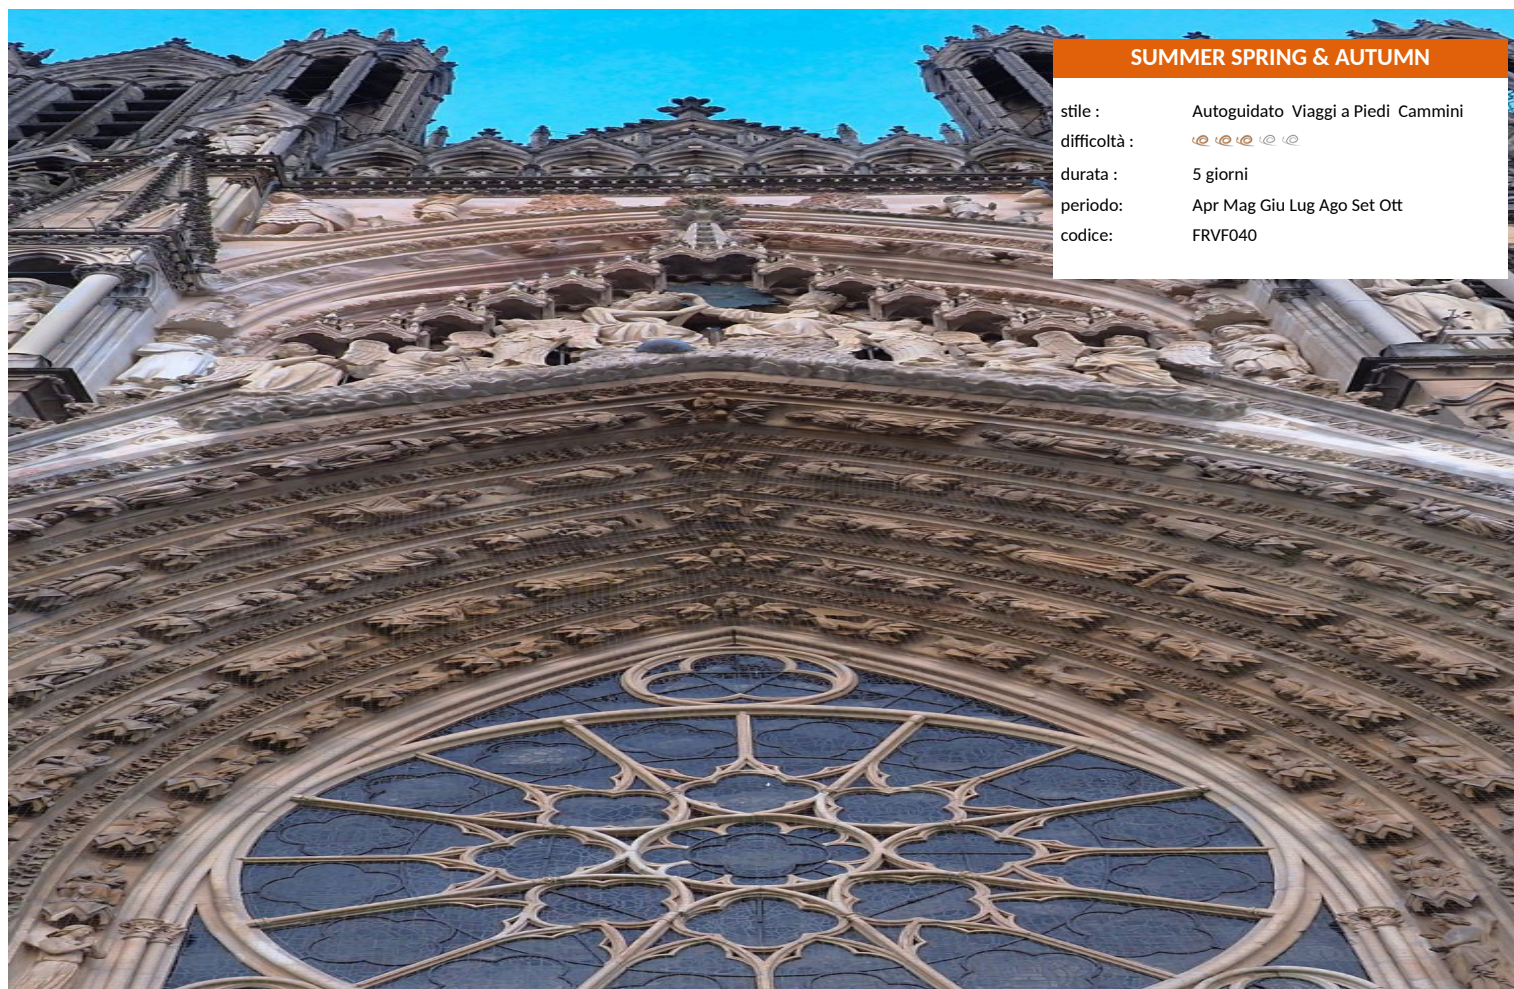 SUMMER SPRING & AUTUMN
stile : Autoguidato Viaggi a Piedi Cammini
difficoltà :
durata : 5 giorni
periodo: Apr Mag Giu Lug Ago Set Ott
codice: FRVF040